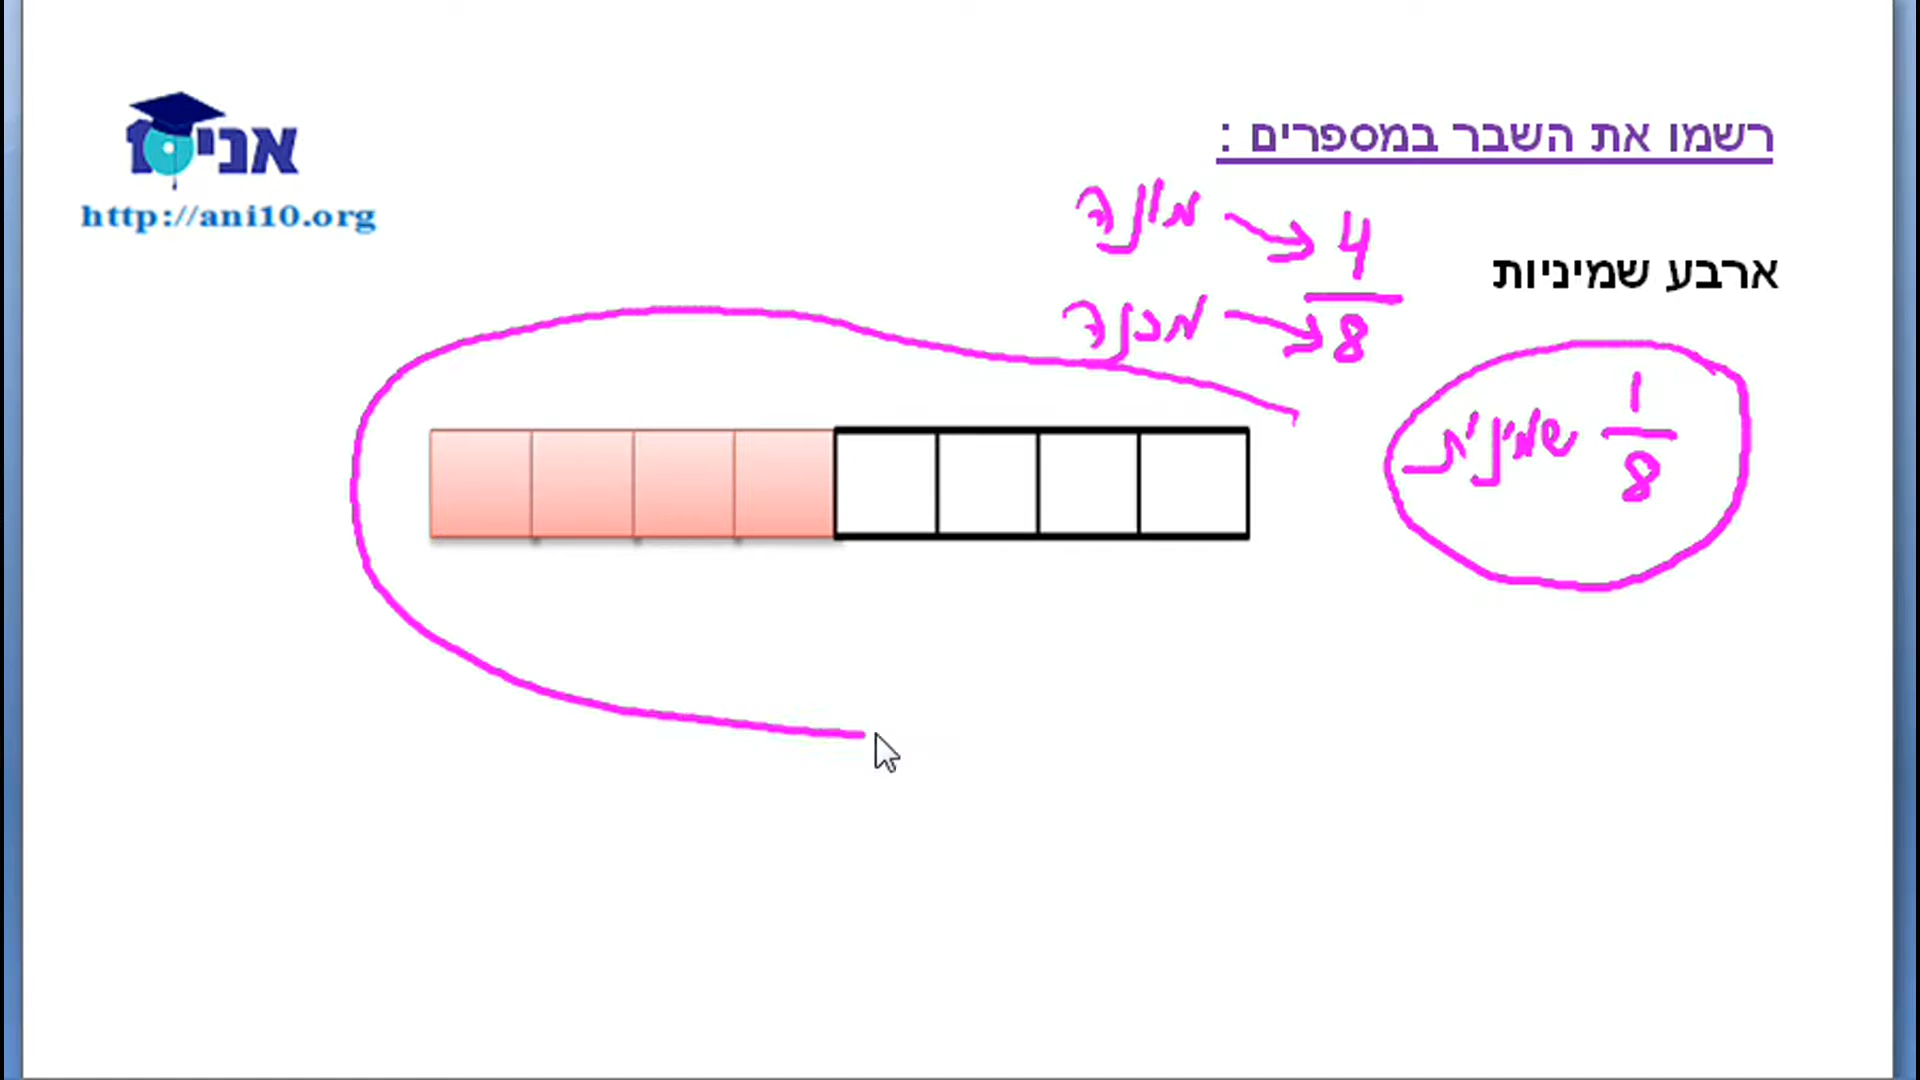 אני10
http://ani10.org
רשמו את השבר במספרים :
ארבע שמיניות
מונה → 4
מכנה → 8
שמינית 1
8